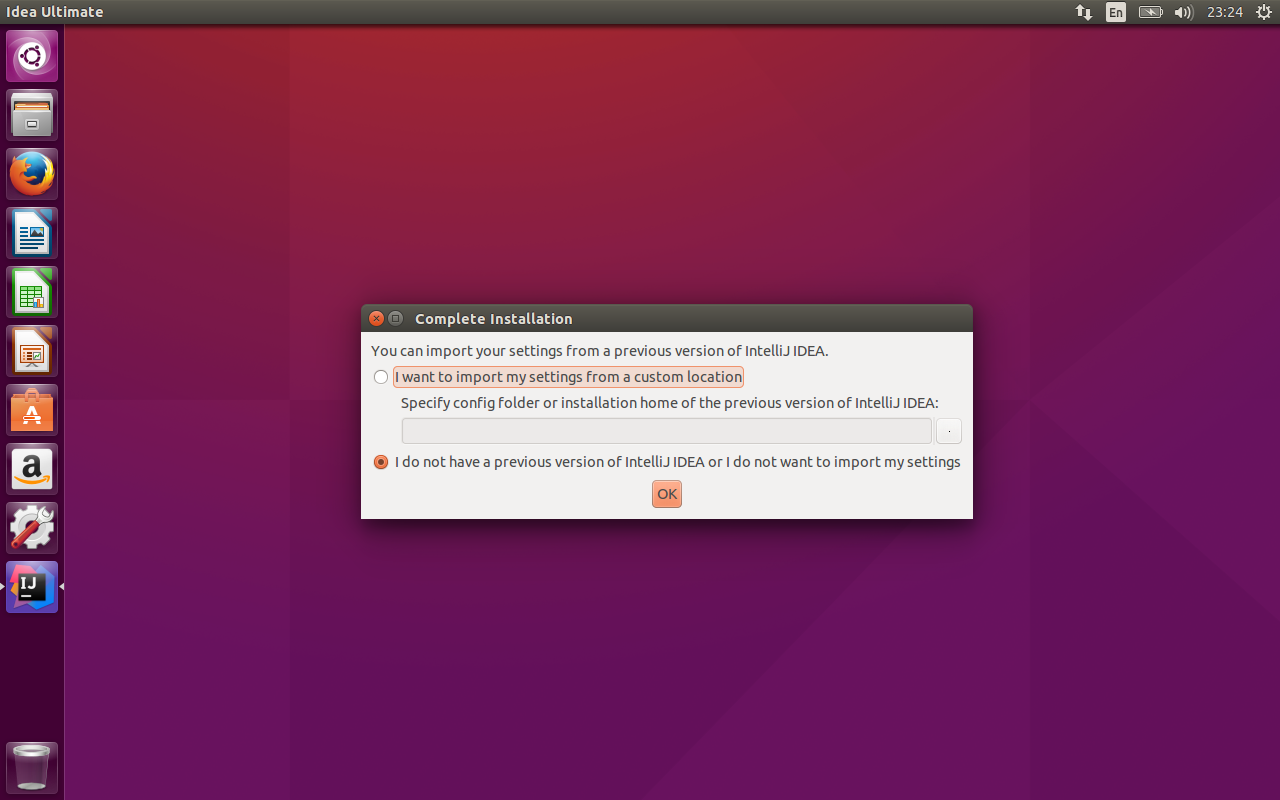 Idea Ultimate
En
23:24
Complete Installation
You can import your settings from a previous version of IntelliJ IDEA.
I want to import my settings from a custom location
Specify config folder or installation home of the previous version of IntelliJ IDEA:
.
I do not have a previous version of IntelliJ IDEA or I do not want to import my settings
OK
A
a
IJ